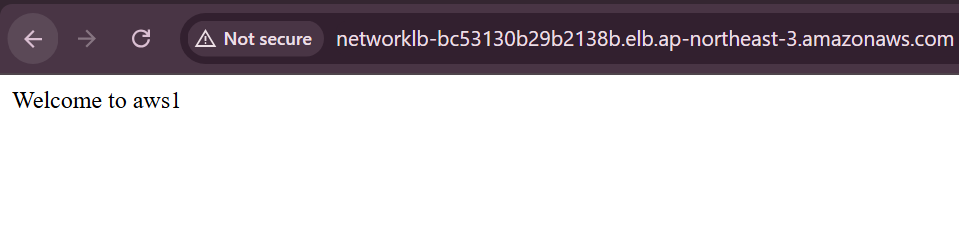 Not secure networklb-bc53130b29b2138b.elb.ap-northeast-3.amazonaws.com
Welcome to aws1